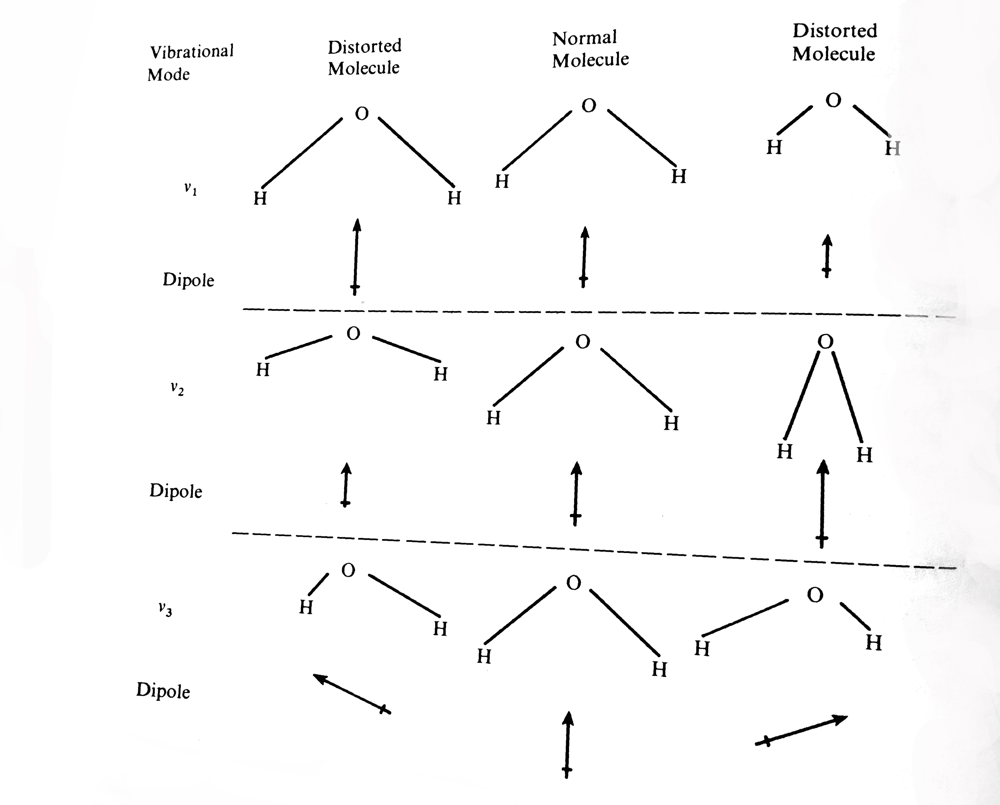 Vibrational
Mode
Distorted
Molecule
Normal
Molecule
Distorted
Molecule
O O O
H H H H H H
ν₁
Dipole
O O O
H H H H H H
ν₂
Dipole
O O O
H H H H H H
ν₃
Dipole